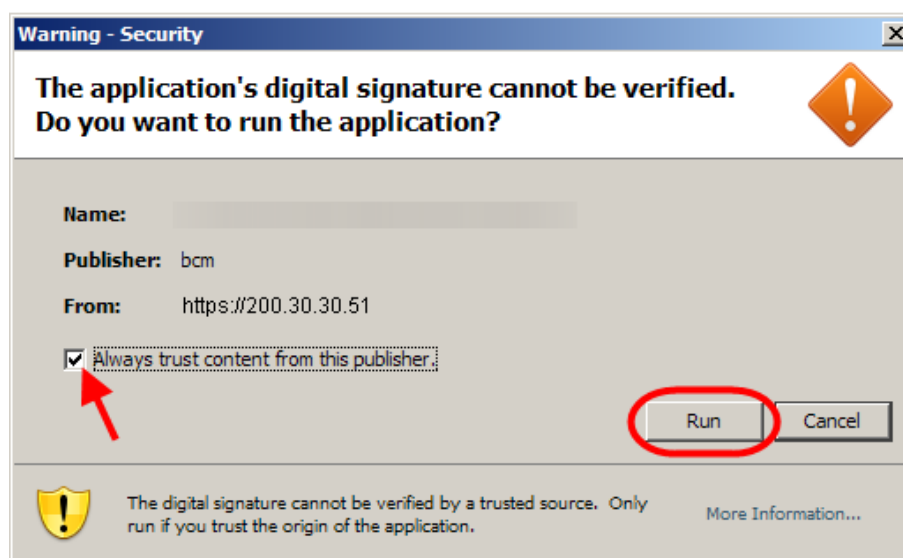 Warning - Security
The application's digital signature cannot be verified.
Do you want to run the application?
Name:
Publisher: bcm
From: https://200.30.30.51
Always trust content from this publisher.
Run Cancel
The digital signature cannot be verified by a trusted source. Only
run if you trust the origin of the application.
More Information...